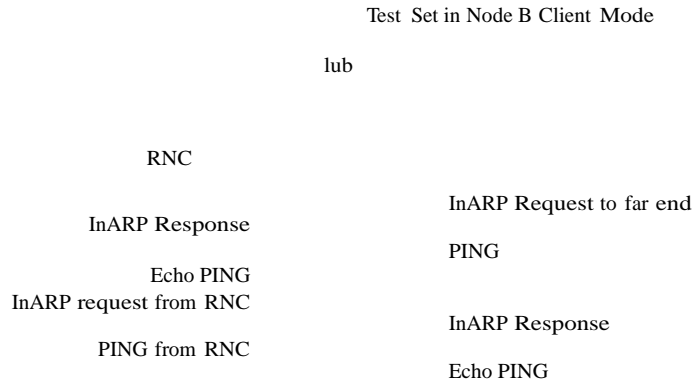 Test Set in Node B Client Mode
lub
RNC
InARP Request to far end
InARP Response
PING
Echo PING
InARP request from RNC
InARP Response
PING from RNC
Echo PING